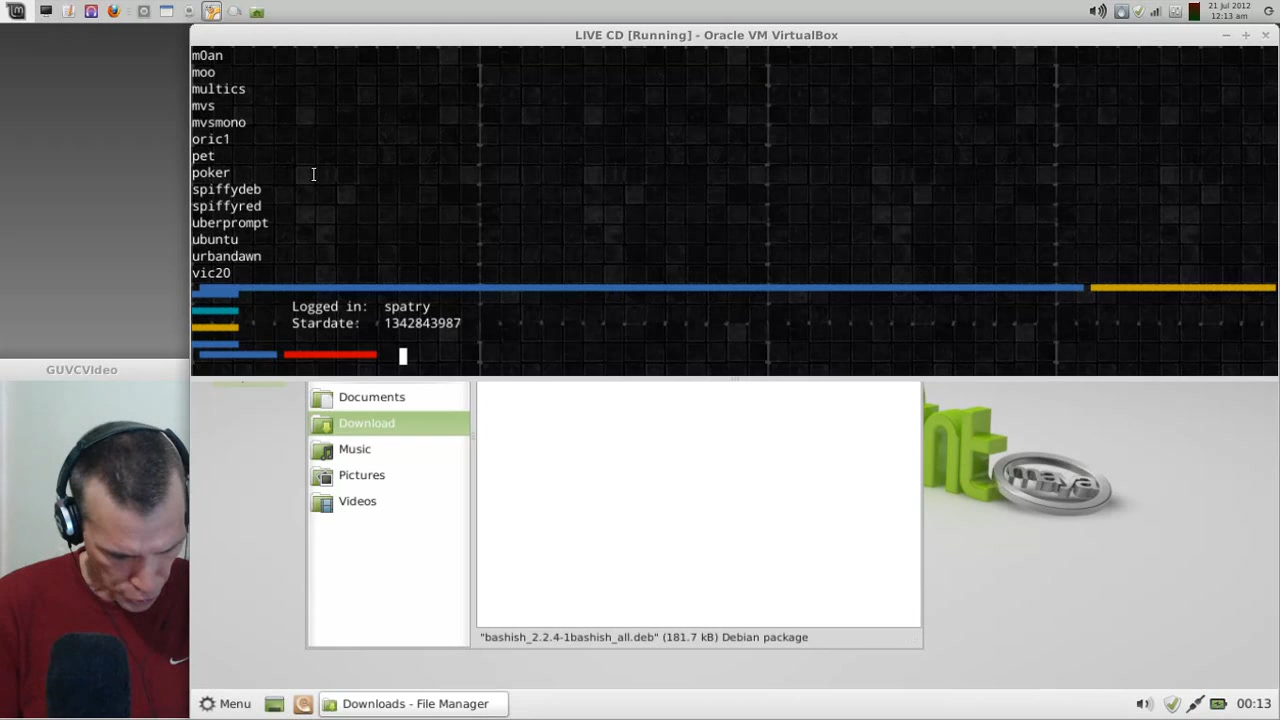 21 Jul 2012
12:13 am
LIVE CD [Running] - Oracle VM VirtualBox
m0an
moo
multics
mvs
mvsmono
oric1
pet
poker
spiffydeb
spiffyred
uberprompt
ubuntu
urbandawn
vic20
Logged in: spatry
Stardate: 1342843987
GUVCVIdeo
Documents
Download
Music
Pictures
Videos
nt
maya
"bashish_2.2.4-1bashish_all.deb" (181.7 kB) Debian package
Menu
Downloads - File Manager
00:13